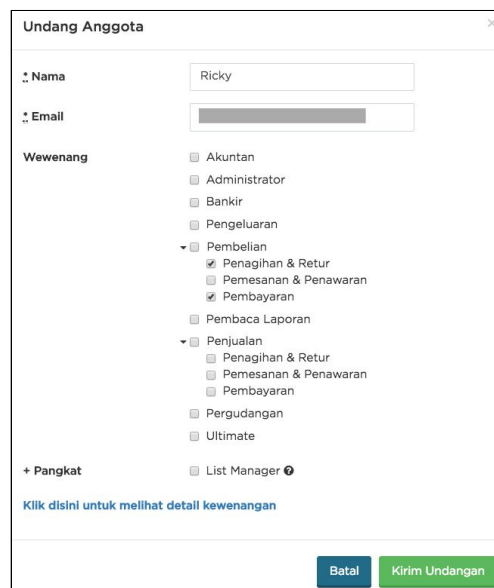 Undang Anggota ×
* Nama Ricky
* Email
Wewenang Akuntan
Administrator
Bankir
Pengeluaran
Pembelian
Penagihan & Retur
Pemesanan & Penawaran
Pembayaran
Pembaca Laporan
Penjualan
Penagihan & Retur
Pemesanan & Penawaran
Pembayaran
Pergudangan
Ultimate
+ Pangkat List Manager ?
Klik disini untuk melihat detail kewenangan
Batal Kirim Undangan